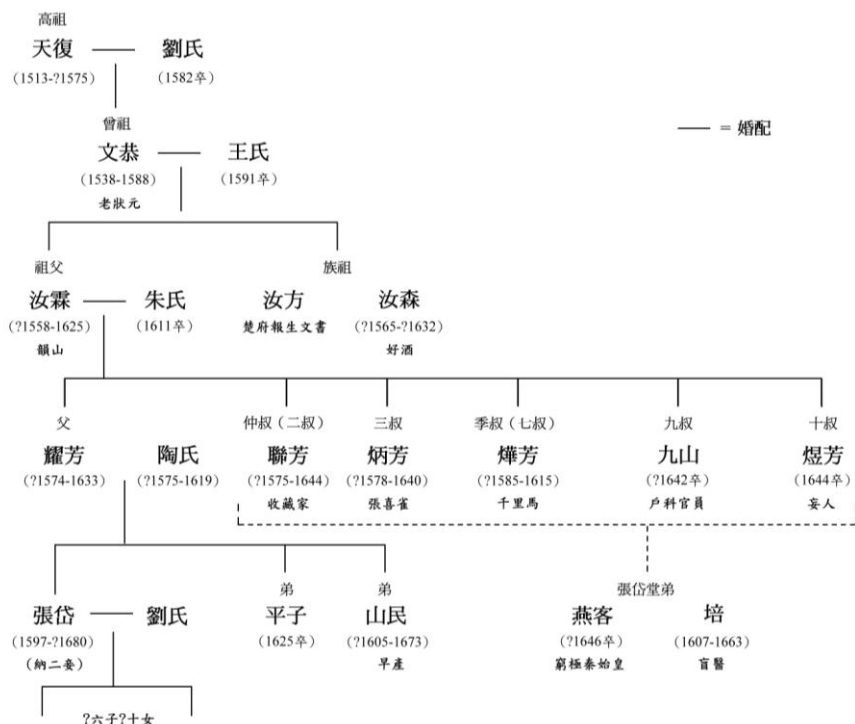 高祖
天復 劉氏
(1513-?1575) (1582卒)
曾祖
= 婚配
文恭 王氏
(1538-1588) (1591卒)
老狀元
祖父 族祖
汝霖 朱氏 汝方 汝森
(?1558-1625) (1611卒) 楚府報生文書 (?1565-?1632)
韻山 好酒
父 仲叔(二叔) 三叔 季叔(七叔) 九叔 十叔
耀芳 陶氏 聯芳 炳芳 燁芳 九山 煜芳
(?1574-1633) (?1575-1619) (?1575-1644) (?1578-1640) (?1585-1615) (?1642卒) (1644卒)
收藏家 張喜雀 千里馬 戶科官員 妄人
弟 弟 張岱堂弟
張岱 劉氏 平子 山民 燕客 培
(1597-?1680) (1625卒) (?1605-1673) (?1646卒) (1607-1663)
(納二妾) 早產 窮極秦始皇 盲醫
?六子?十女